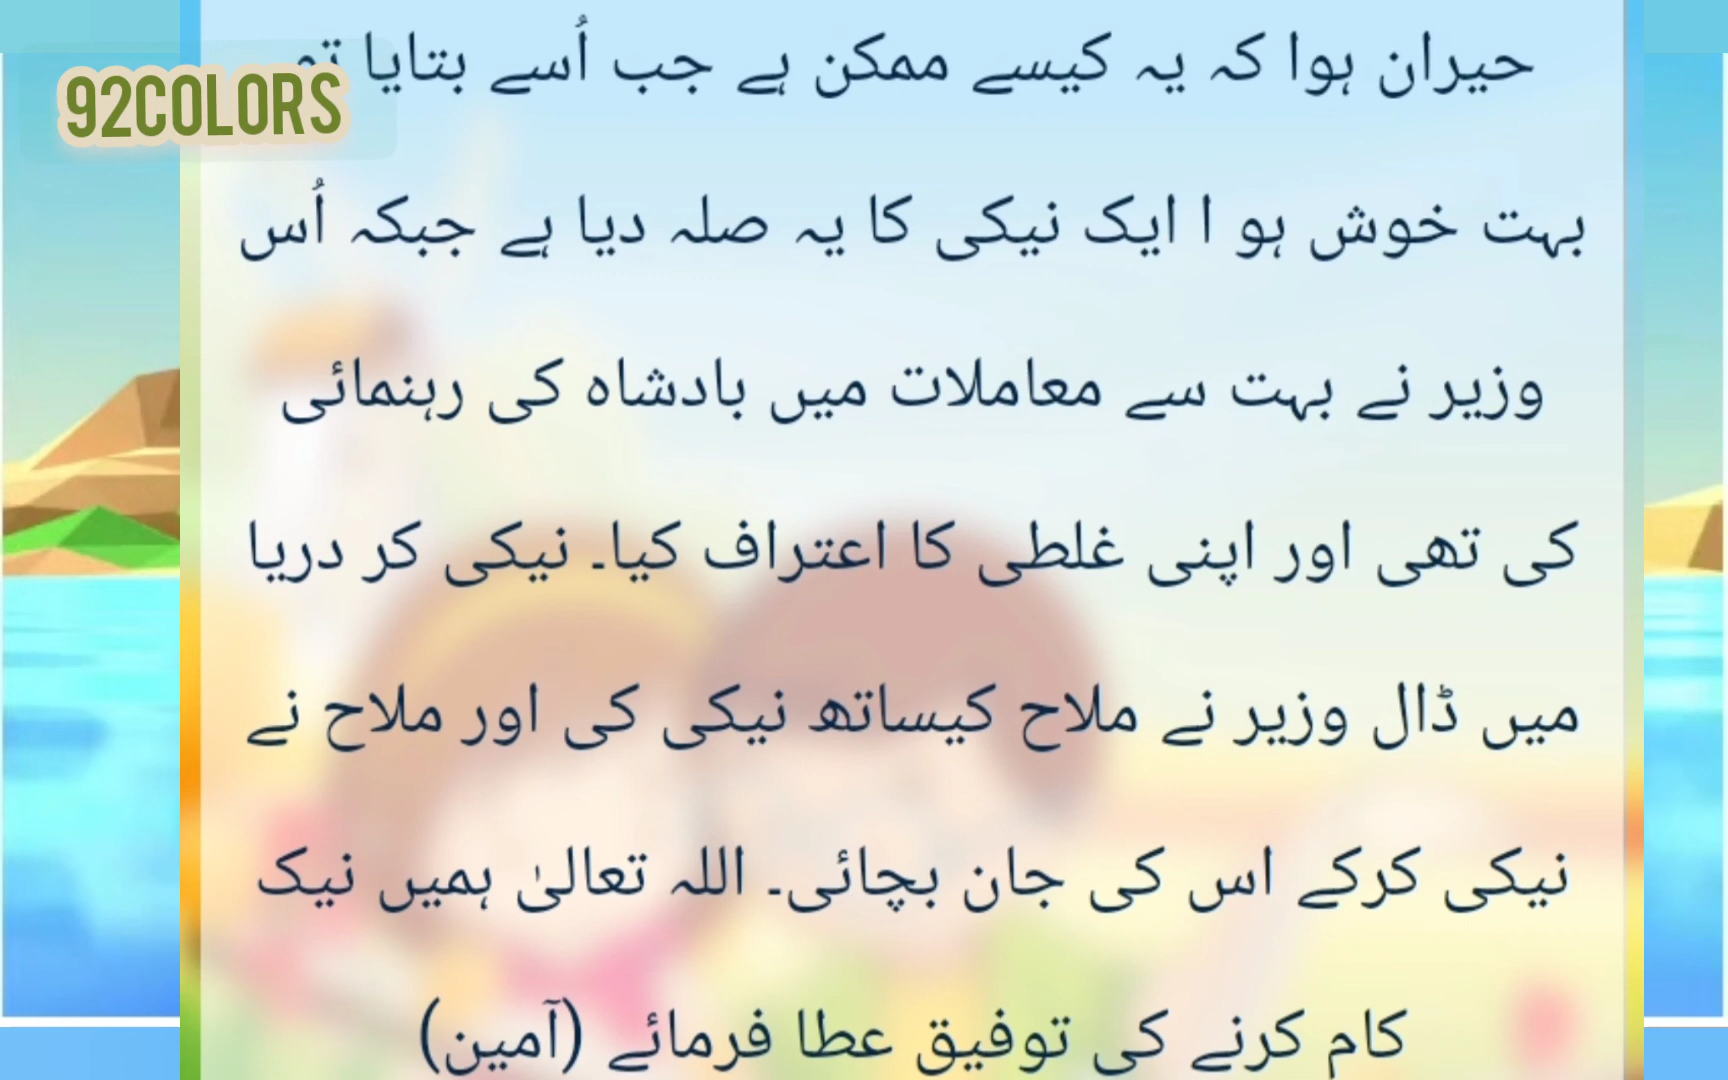 92COLORS
حیران ہوا کہ یہ کیسے ممکن ہے جب اُسے بتایا
بہت خوش ہو ا ایک نیکی کا یہ صلہ دیا ہے جبکہ اُس
وزیر نے بہت سے معاملات میں بادشاہ کی رہنمائی
کی تھی اور اپنی غلطی کا اعتراف کیا۔ نیکی کر دریا
میں ڈال وزیر نے ملاح کیساتھ نیکی کی اور ملاح نے
نیکی کرکے اس کی جان بچائی۔ اللہ تعالیٰ ہمیں نیک
کام کرنے کی توفیق عطا فرمائے (آمین)